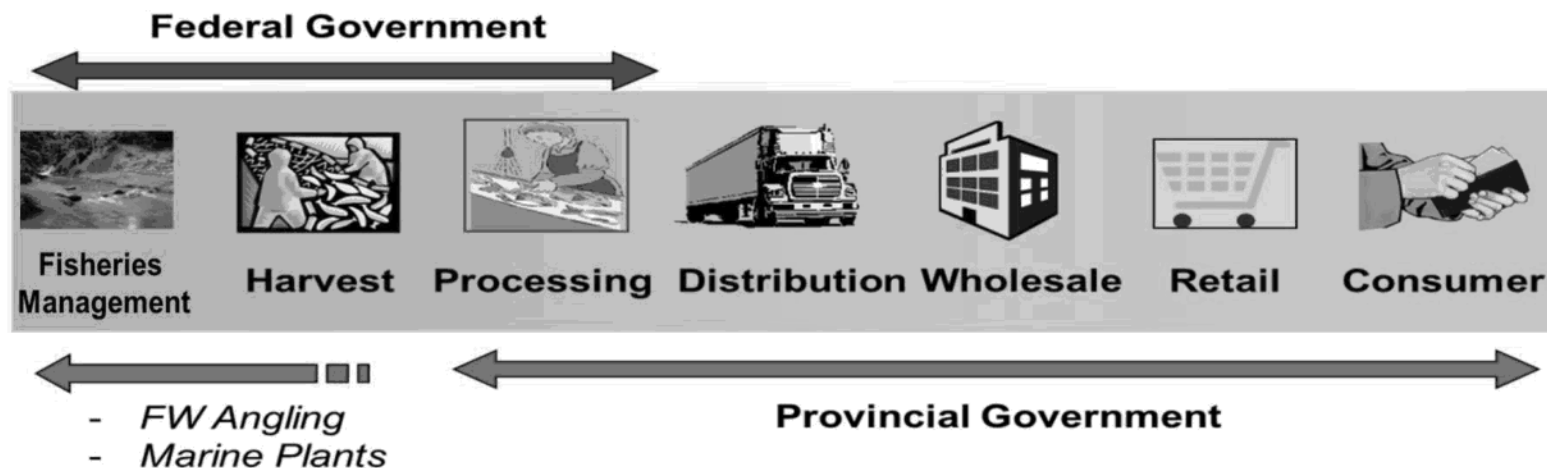 Federal Government
Fisheries
Management
Harvest
Processing
Distribution
Wholesale
Retail
Consumer
- FW Angling
- Marine Plants
Provincial Government